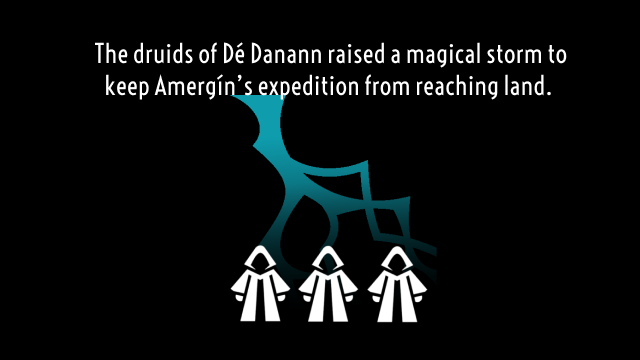 The druids of Dé Danann raised a magical storm to
keep Amergín’s expedition from reaching land.